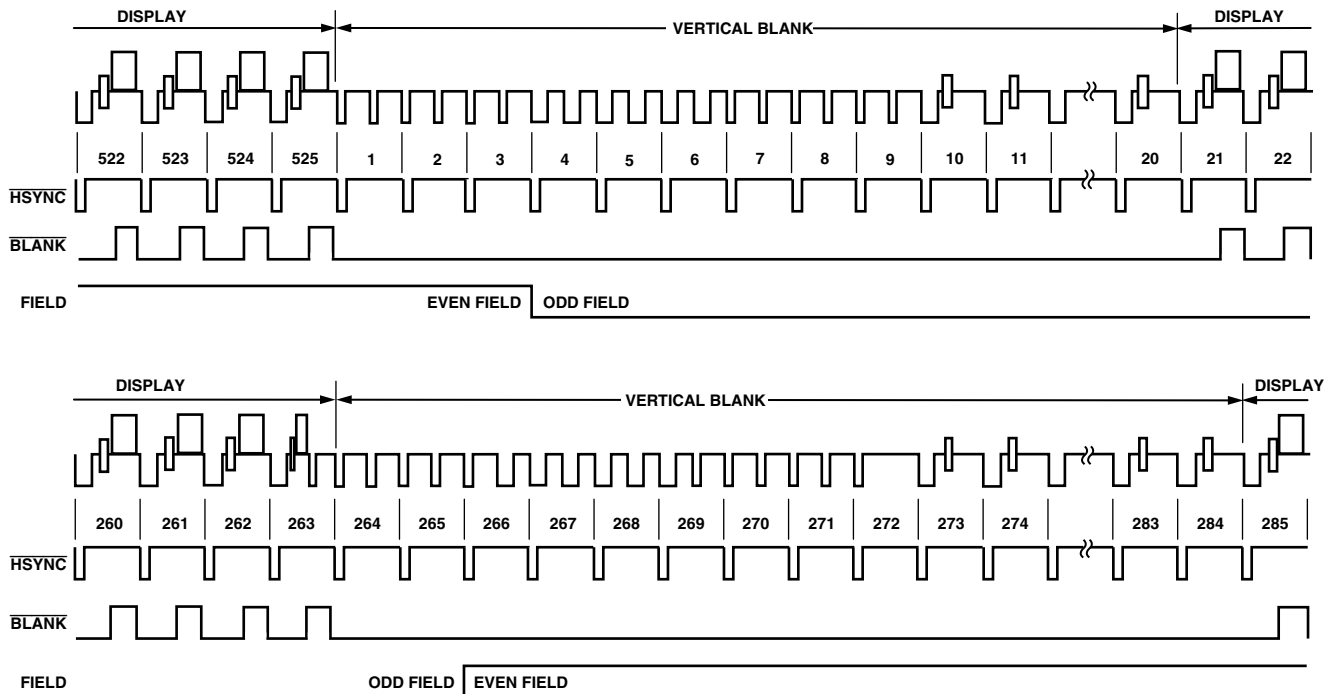 DISPLAY VERTICAL BLANK DISPLAY
522 523 524 525 1 2 3 4 5 6 7 8 9 10 11 20 21 22
HSYNC
BLANK
FIELD EVEN FIELD ODD FIELD
DISPLAY VERTICAL BLANK DISPLAY
260 261 262 263 264 265 266 267 268 269 270 271 272 273 274 283 284 285
HSYNC
BLANK
FIELD ODD FIELD EVEN FIELD